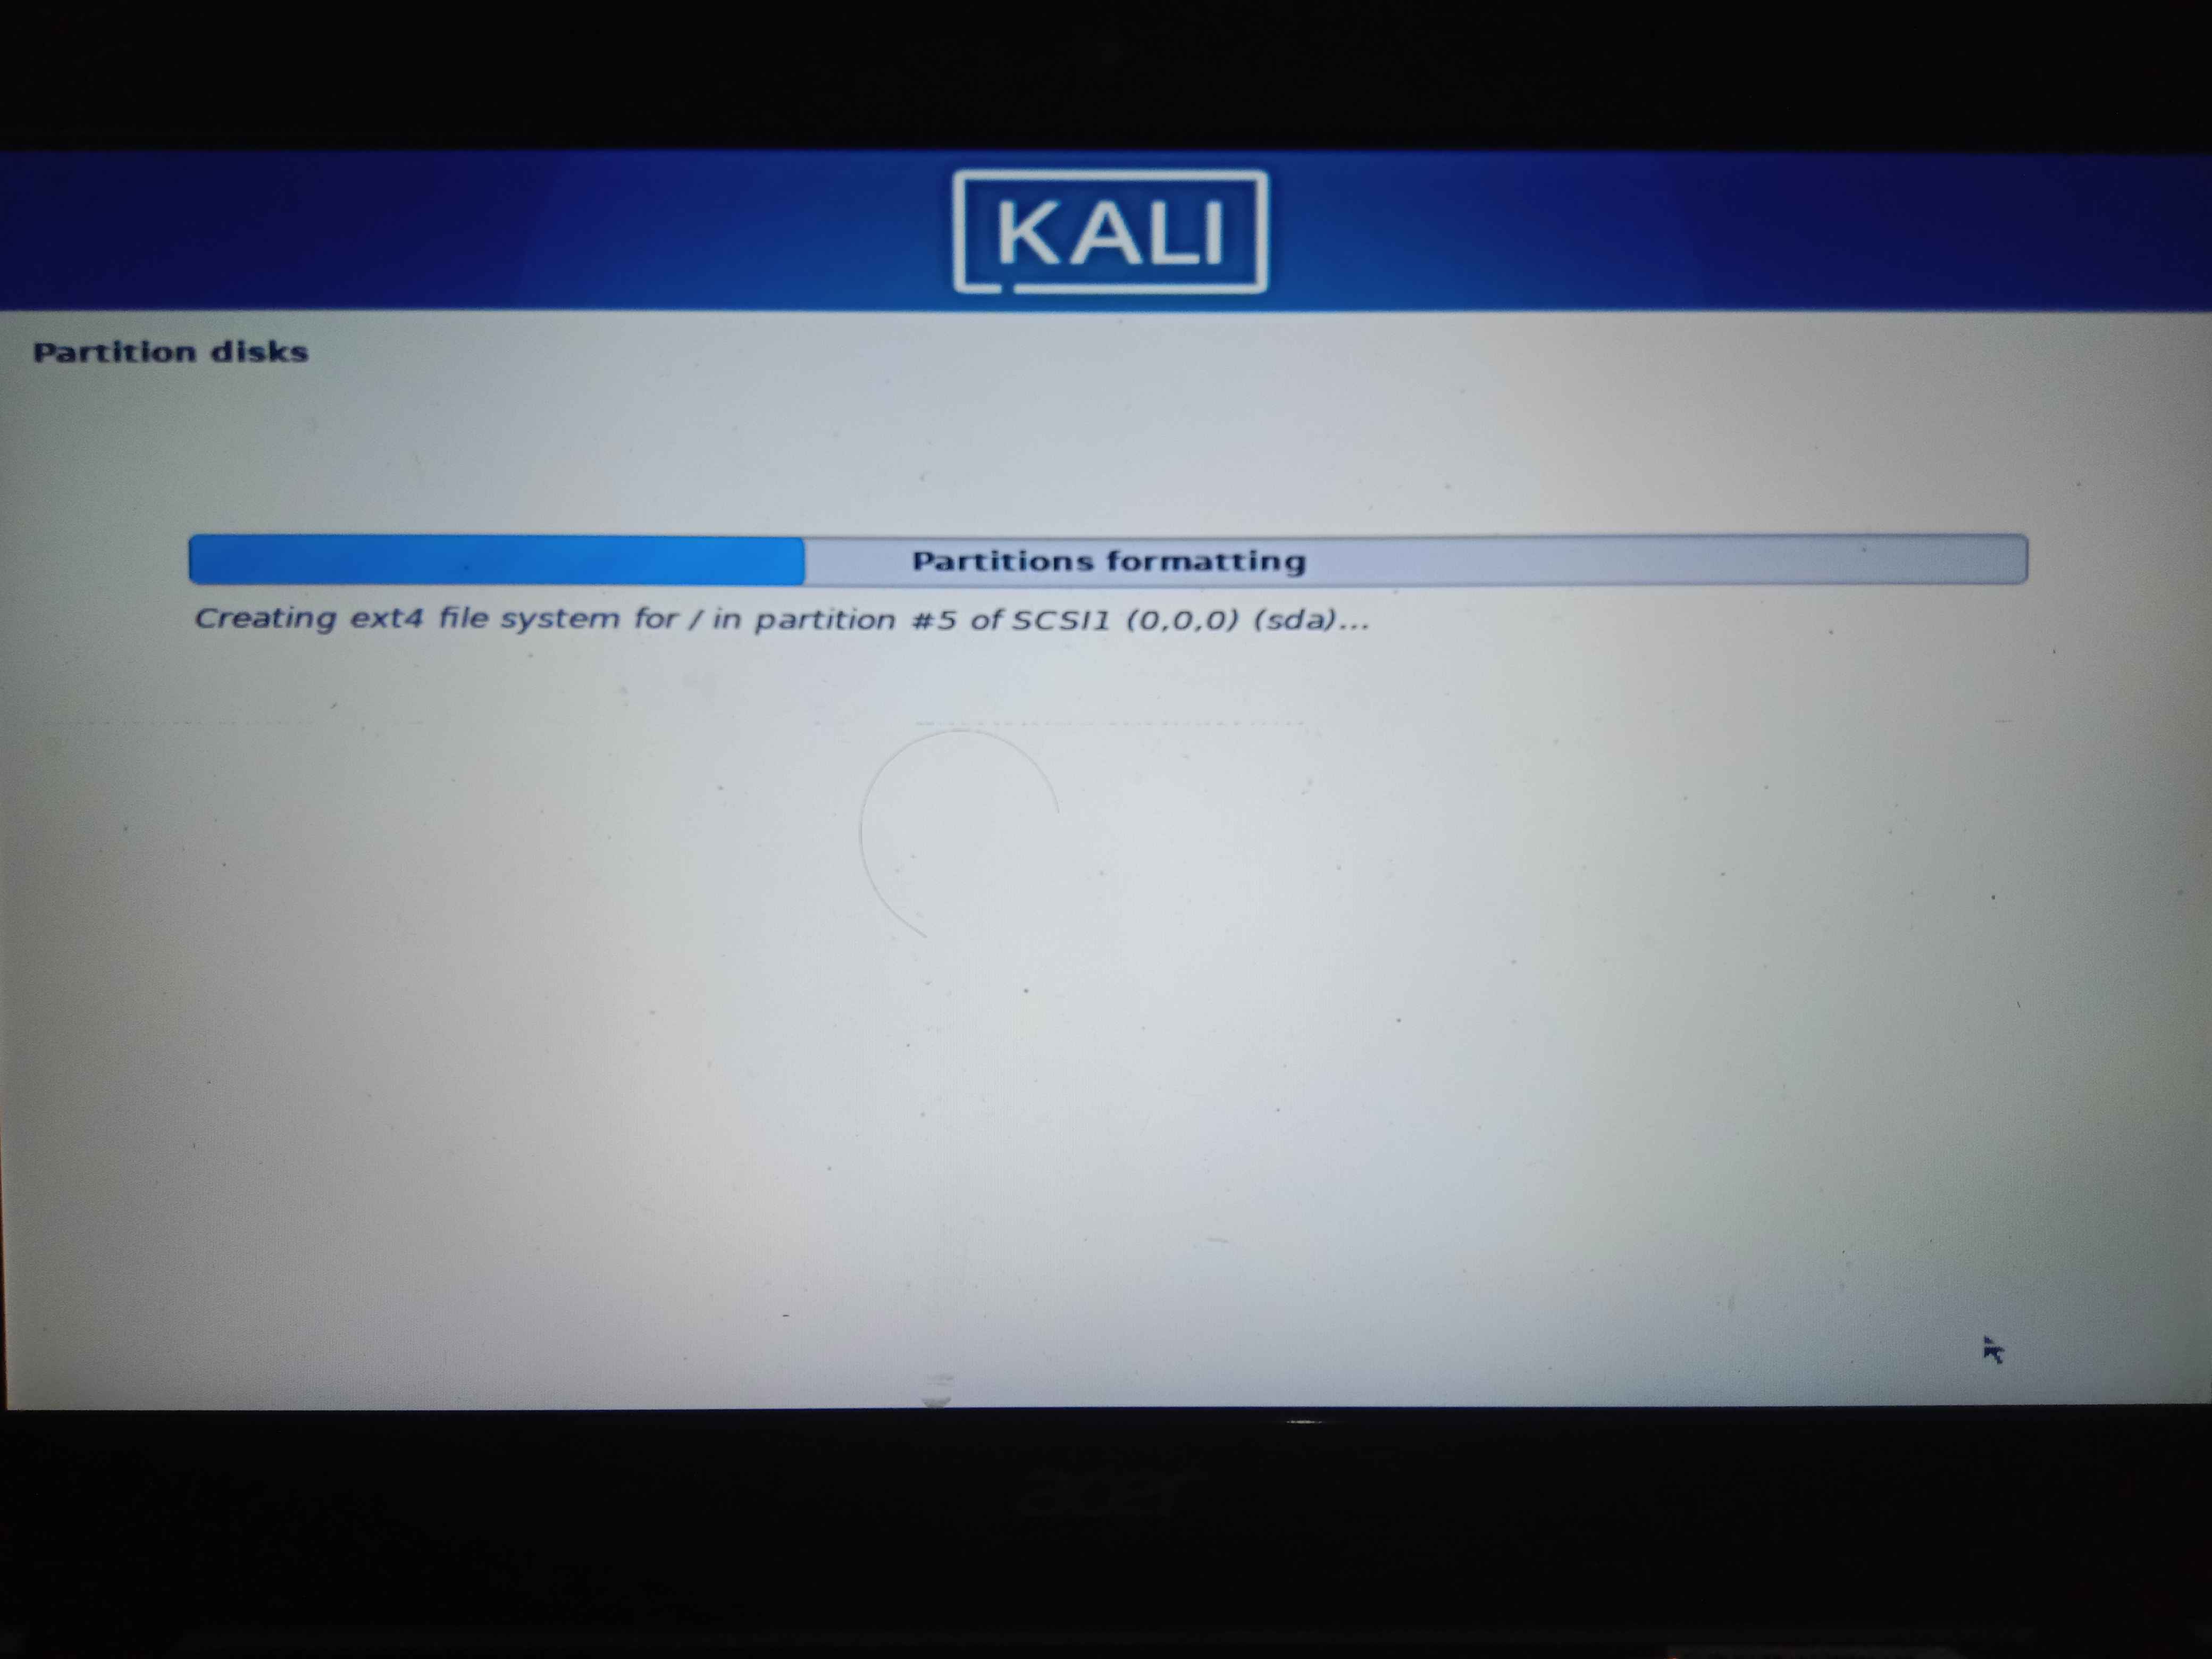 KALI
Partition disks
Partitions formatting
Creating ext4 file system for / in partition #5 of SCSI1 (0,0,0) (sda)...
acer